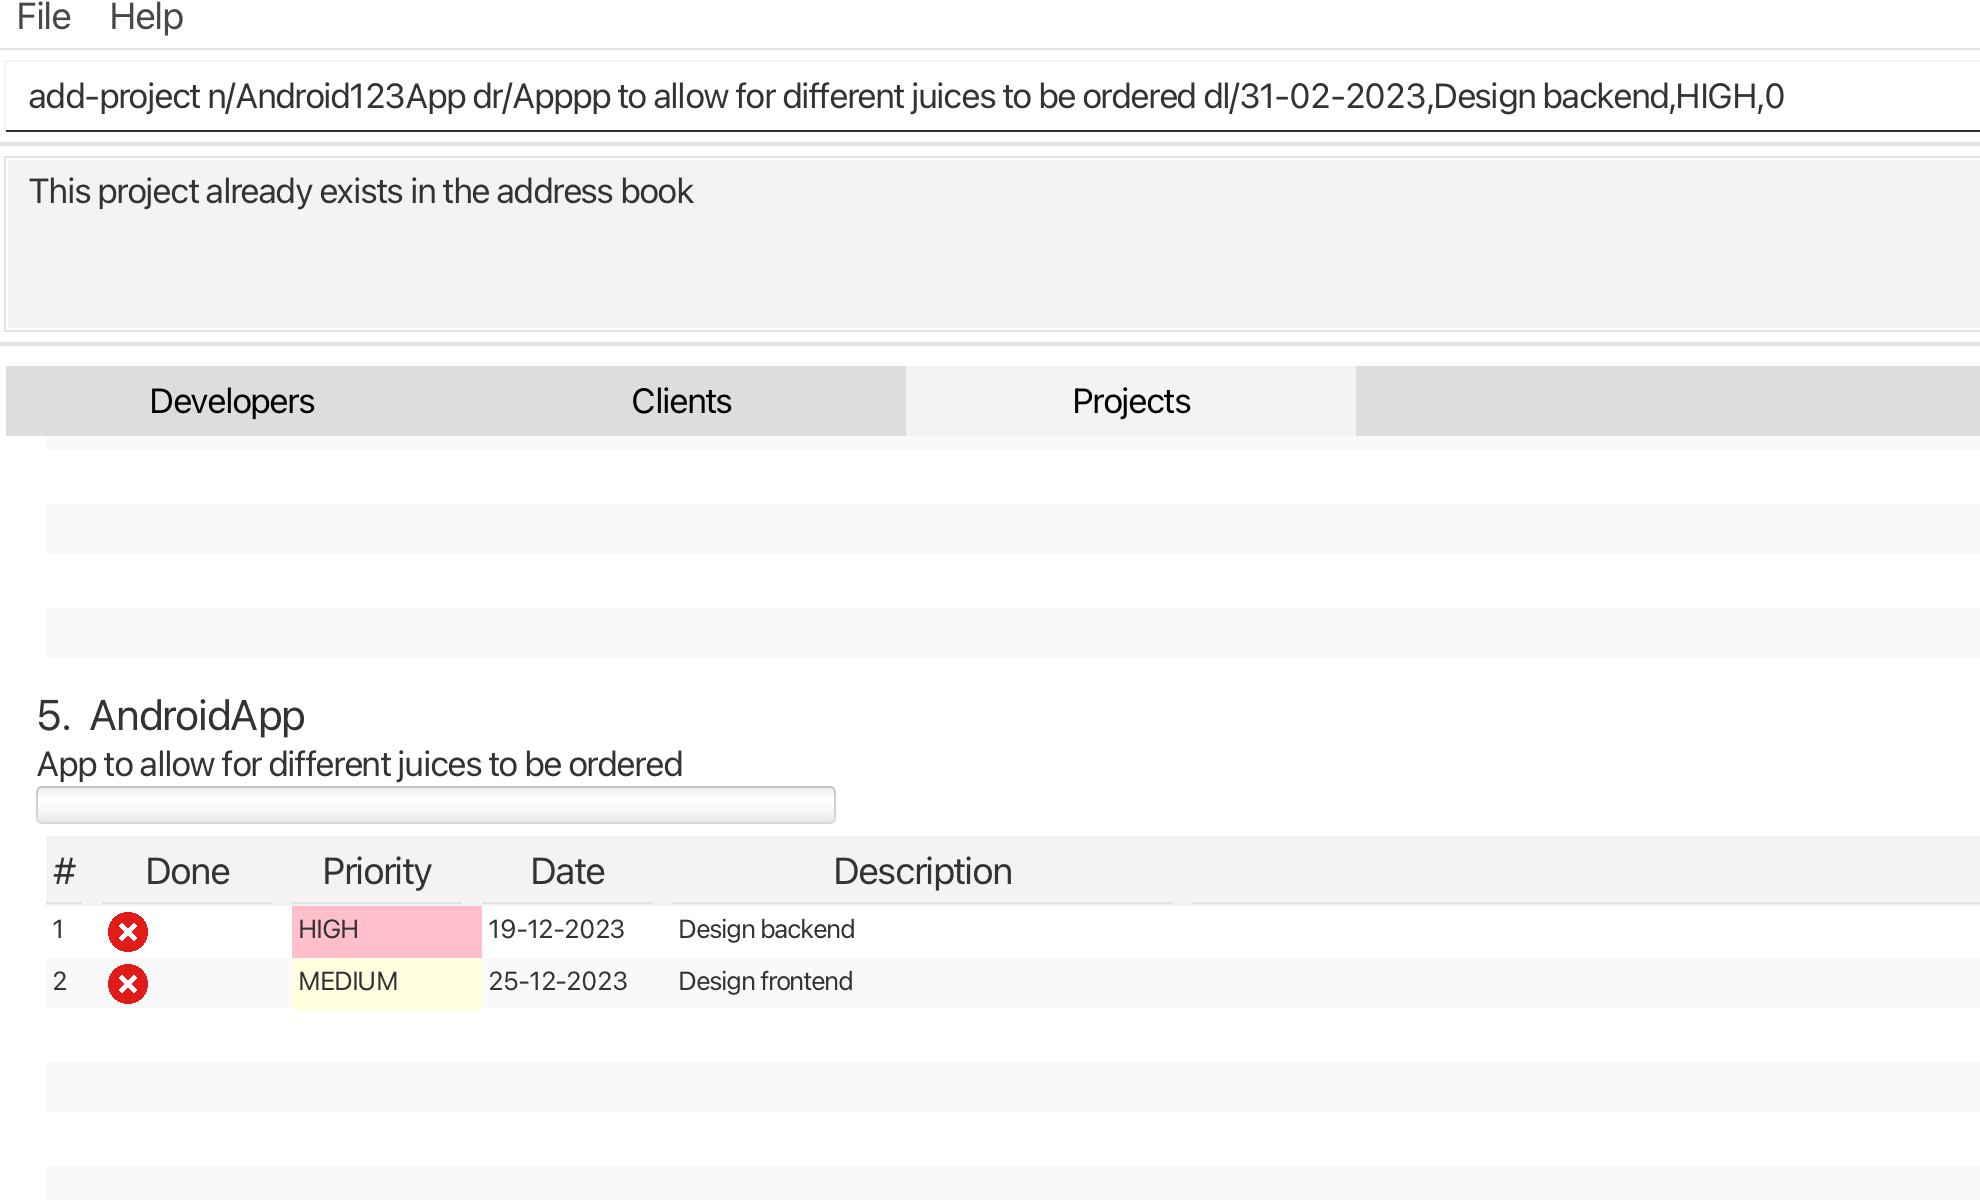 File Help
add-project n/Android123App dr/Apppp to allow for different juices to be ordered dl/31-02-2023,Design backend,HIGH,0
This project already exists in the address book
Developers Clients Projects
5. AndroidApp
App to allow for different juices to be ordered
# Done Priority Date Description
1 HIGH 19-12-2023 Design backend
2 MEDIUM 25-12-2023 Design frontend